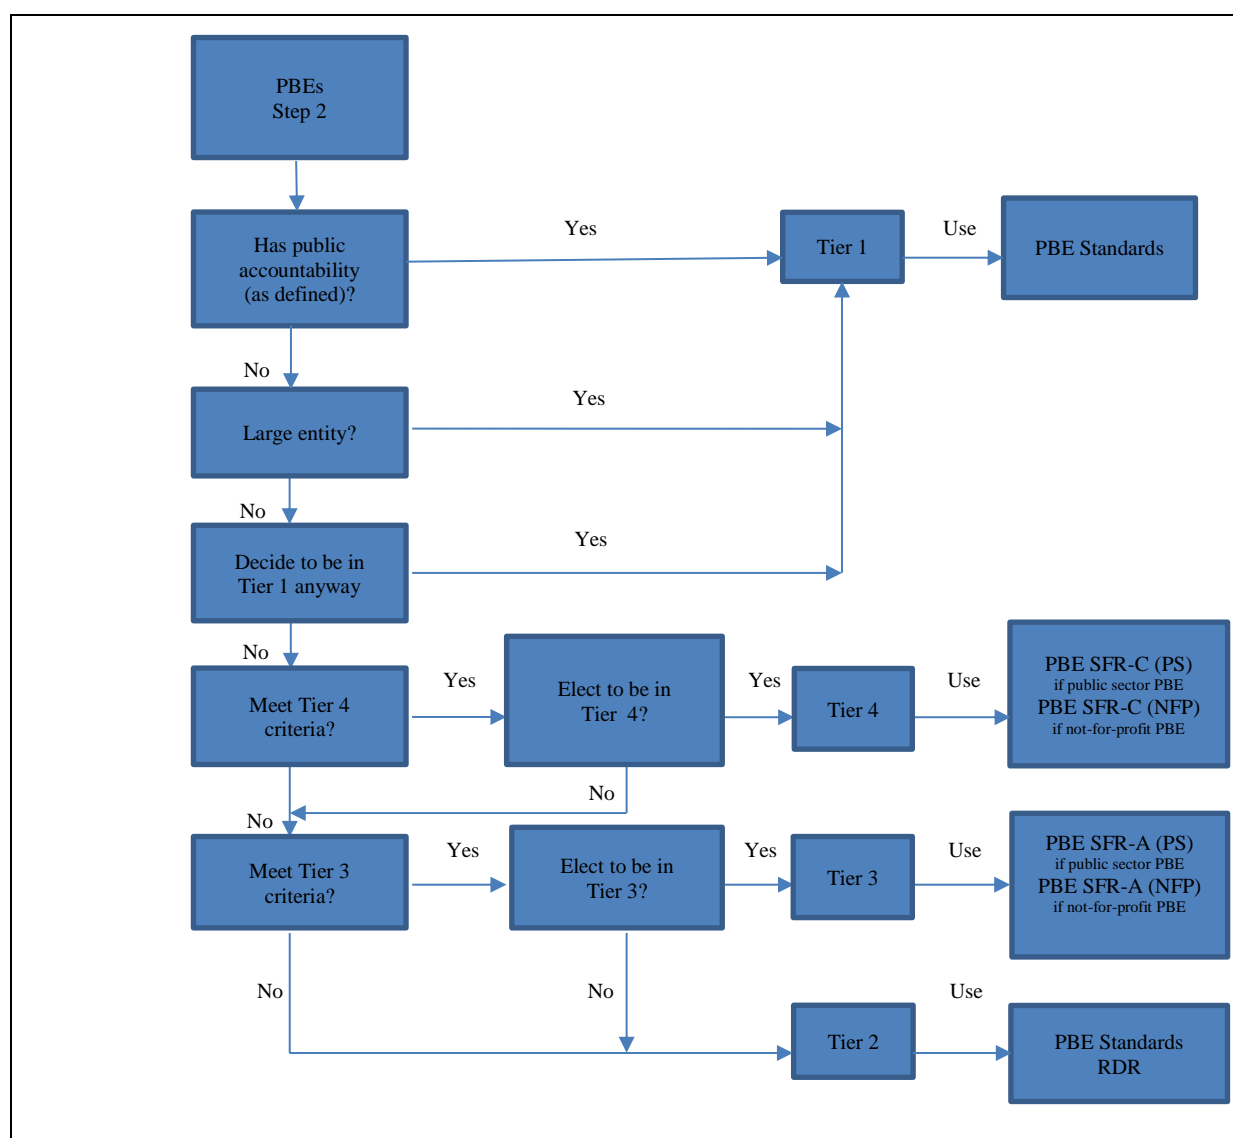 PBEs
Step 2
Has public
accountability
(as defined)?
Yes
Tier 1
Use
PBE Standards
No
Large entity?
Yes
No
Decide to be in
Tier 1 anyway
Yes
No
Meet Tier 4
criteria?
Yes
Elect to be in
Tier 4?
Yes
Tier 4
Use
PBE SFR-C (PS)
if public sector PBE
PBE SFR-C (NFP)
if not-for-profit PBE
No
No
Meet Tier 3
criteria?
Yes
Elect to be in
Tier 3?
Yes
Tier 3
Use
PBE SFR-A (PS)
if public sector PBE
PBE SFR-A (NFP)
if not-for-profit PBE
No
No
Tier 2
Use
PBE Standards
RDR